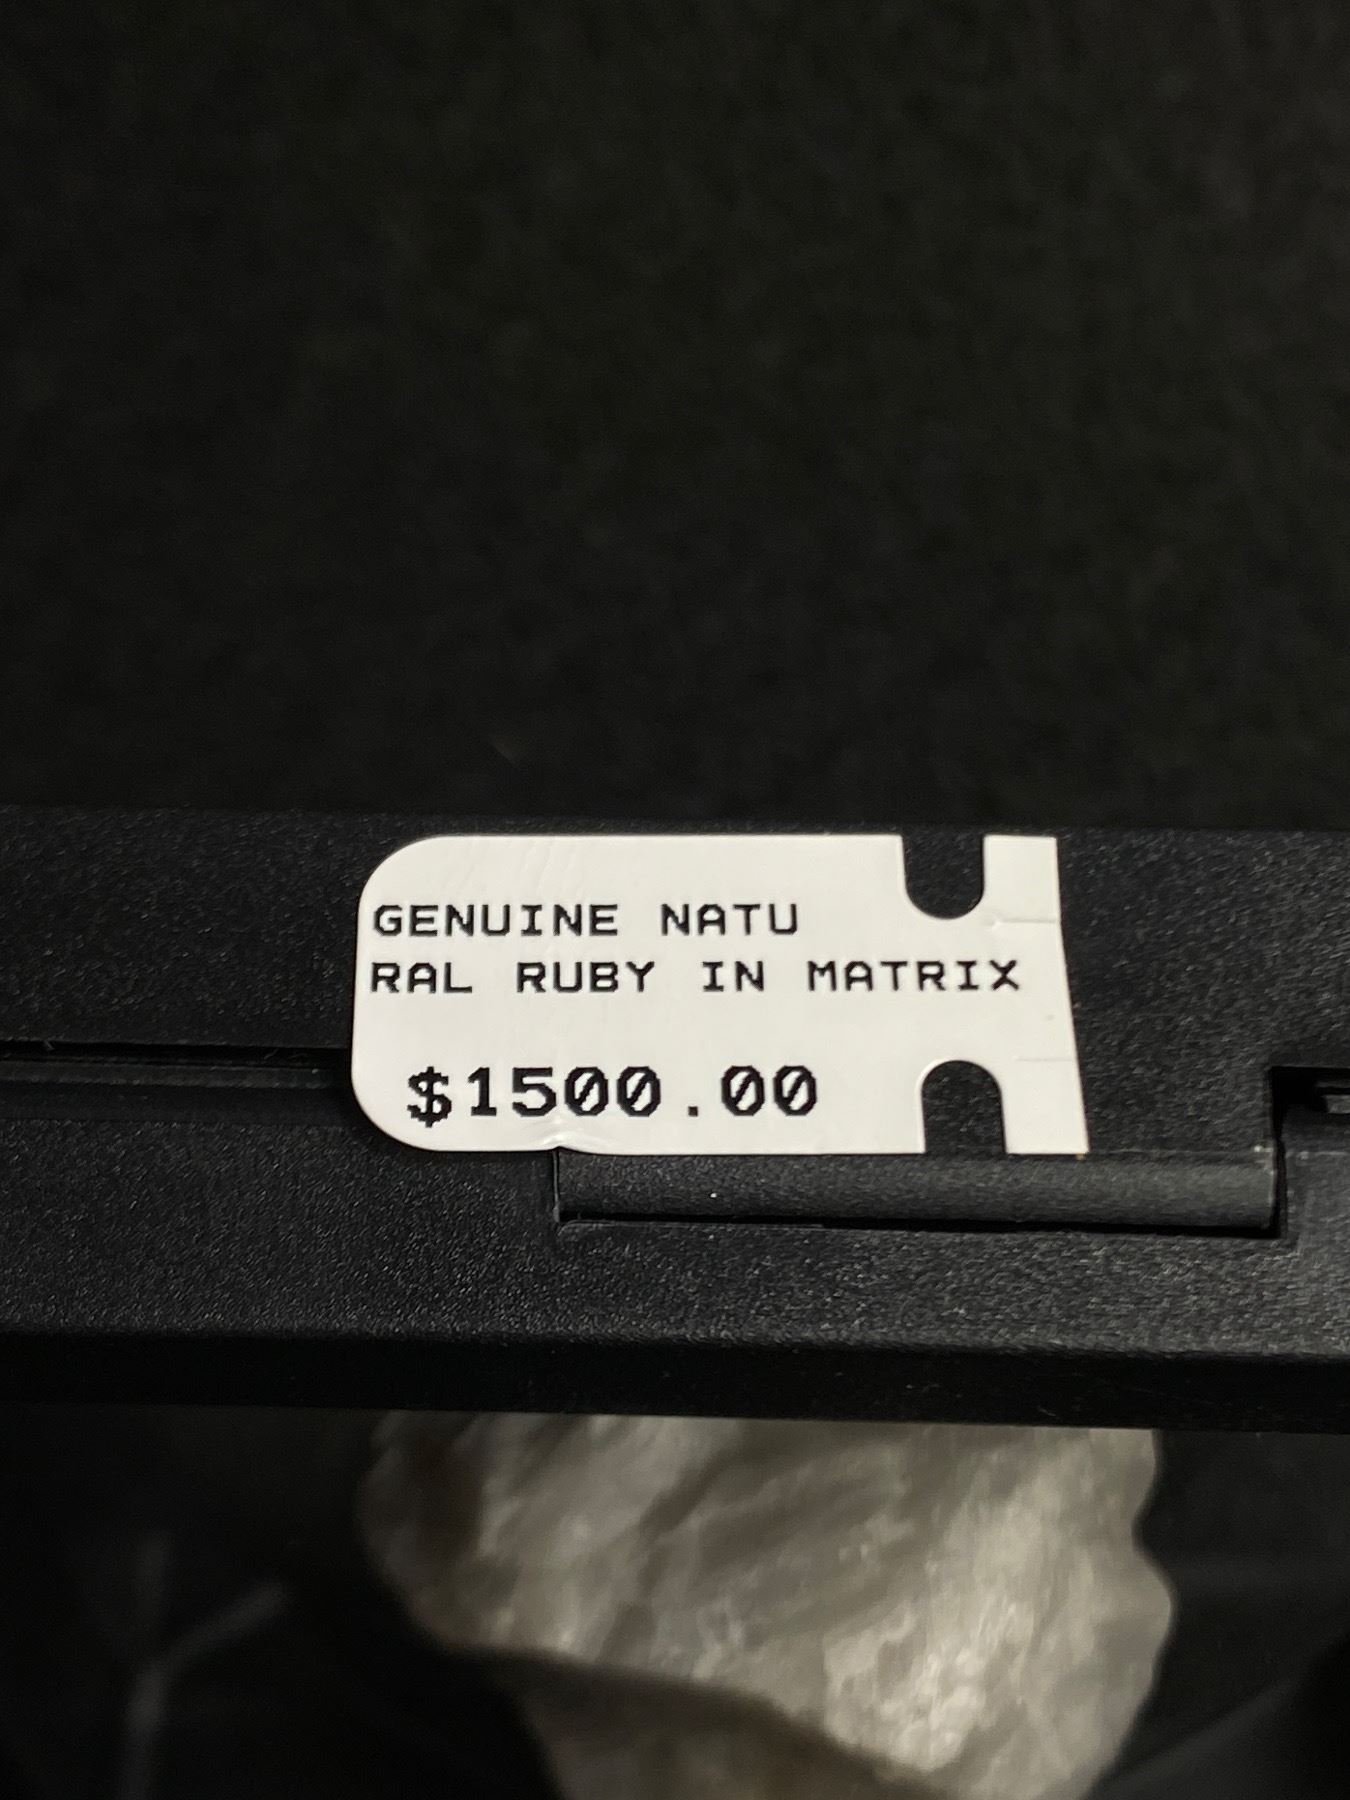 GENUINE NATU
RAL RUBY IN MATRIX
$1500.00